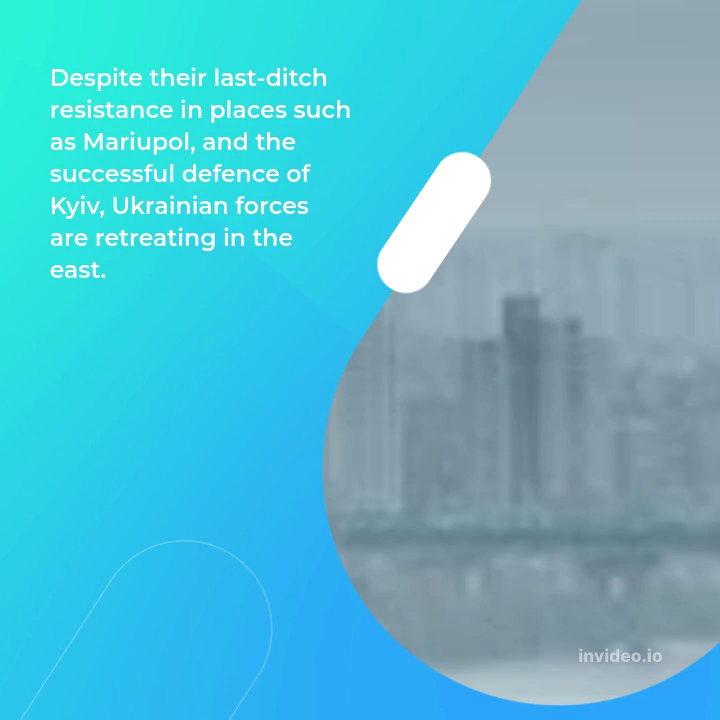 Despite their last-ditch
resistance in places such
as Mariupol, and the
successful defence of
Kyiv, Ukrainian forces
are retreating in the
east.
invideo.io